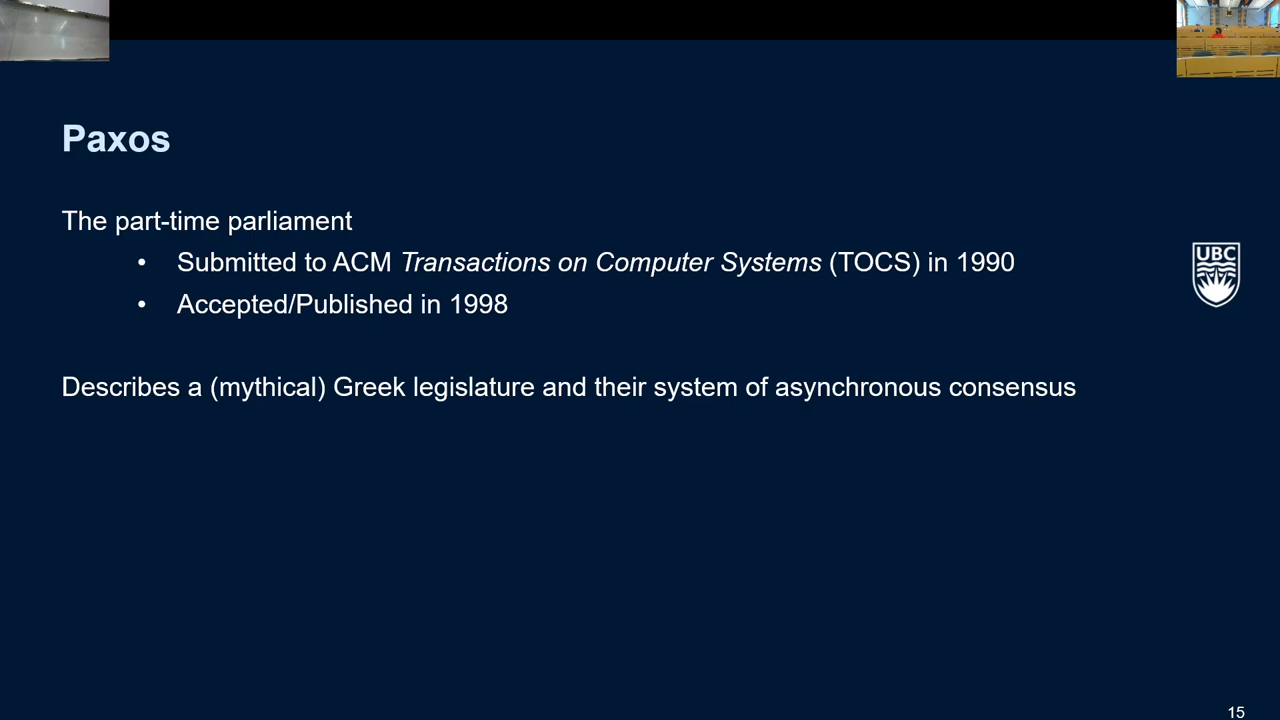 Paxos
The part-time parliament
• Submitted to ACM Transactions on Computer Systems (TOCS) in 1990
• Accepted/Published in 1998
UBC
Describes a (mythical) Greek legislature and their system of asynchronous consensus
15